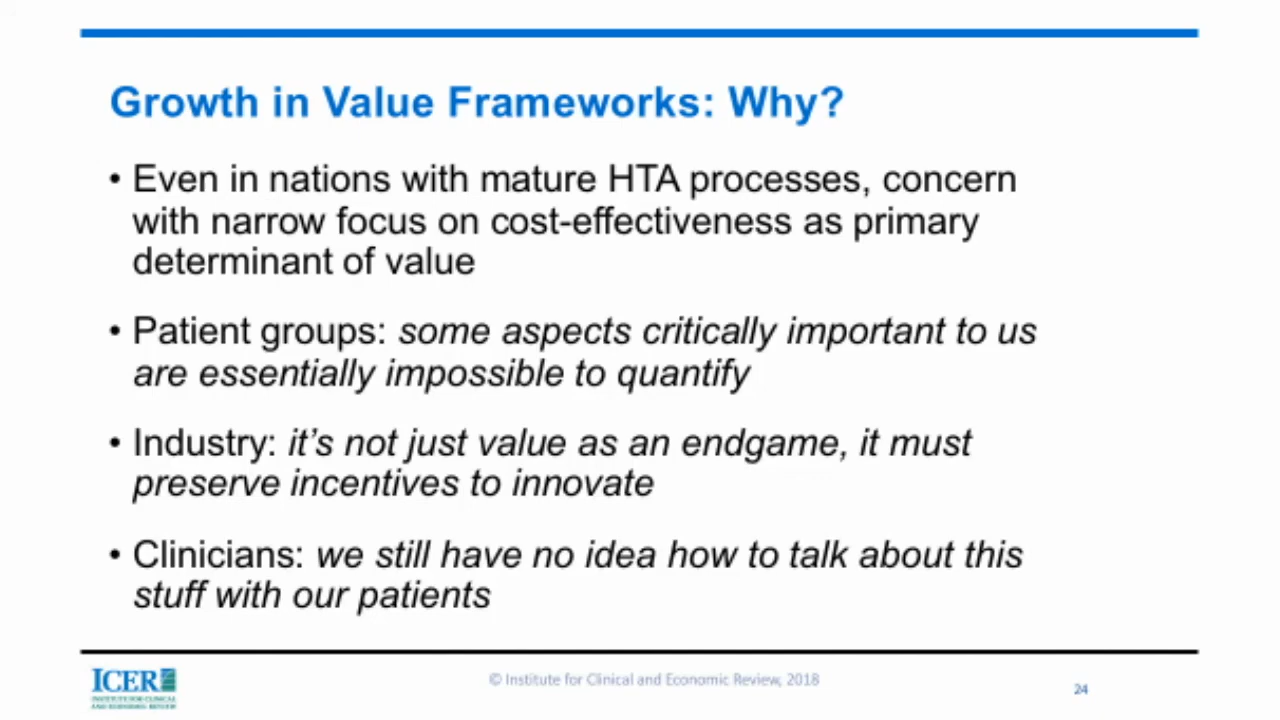 Growth in Value Frameworks: Why?
• Even in nations with mature HTA processes, concern
with narrow focus on cost-effectiveness as primary
determinant of value
• Patient groups: some aspects critically important to us
are essentially impossible to quantify
• Industry: it's not just value as an endgame, it must
preserve incentives to innovate
• Clinicians: we still have no idea how to talk about this
stuff with our patients
ICER
INSTITUTE FOR CLINICAL
AND ECONOMIC REVIEW
© Institute for Clinical and Economic Review, 2018
24